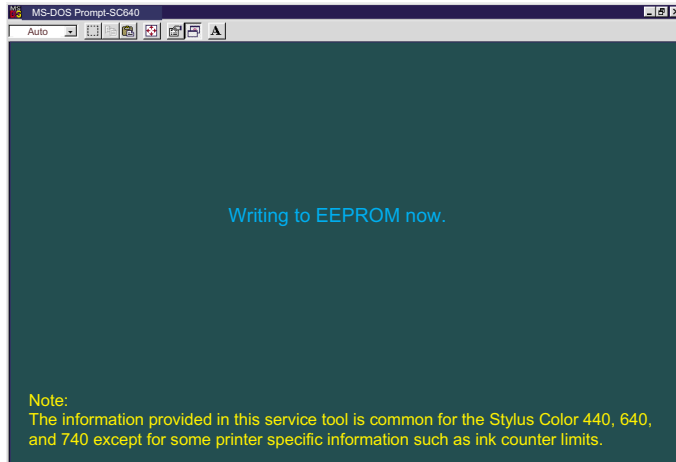 MS-DOS Prompt-SC640
Auto
A
Writing to EEPROM now.
Note:
The information provided in this service tool is common for the Stylus Color 440, 640,
and 740 except for some printer specific information such as ink counter limits.